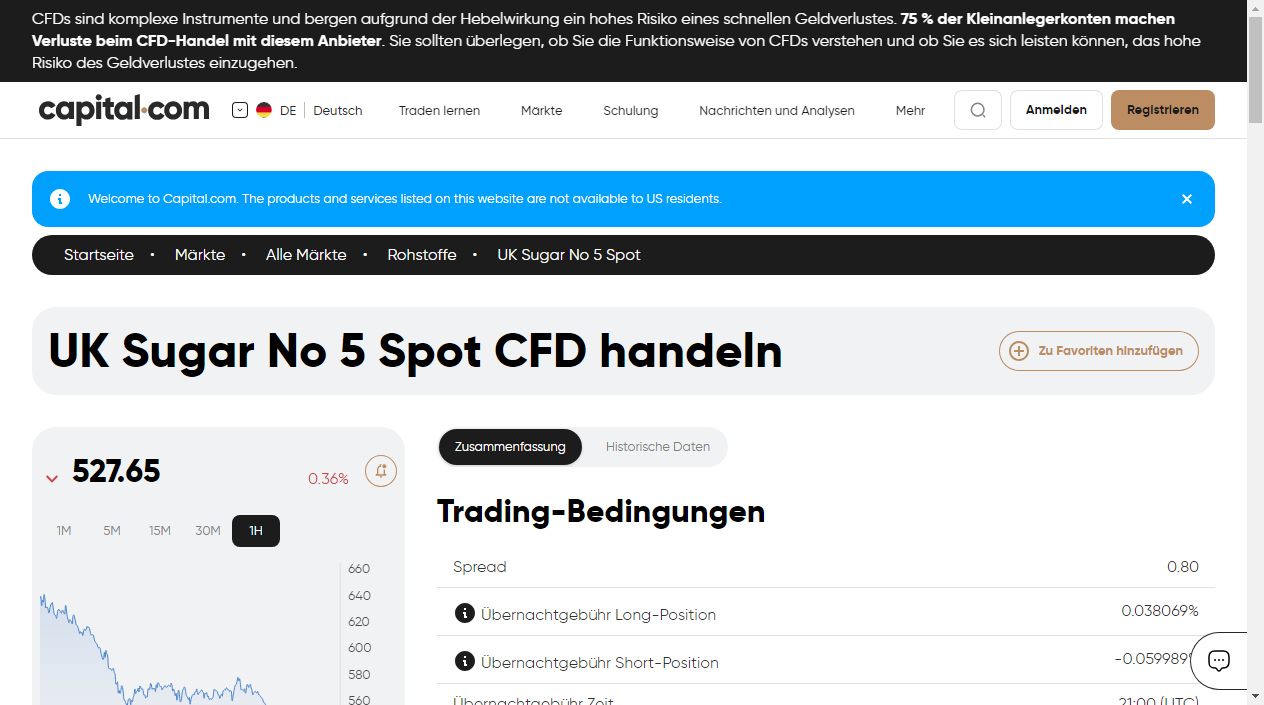 CFDs sind komplexe Instrumente und bergen aufgrund der Hebelwirkung ein hohes Risiko eines schnellen Geldverlustes. 75 % der Kleinanlegerkonten machen
Verluste beim CFD-Handel mit diesem Anbieter. Sie sollten überlegen, ob Sie die Funktionsweise von CFDs verstehen und ob Sie es sich leisten können, das hohe
Risiko des Geldverlustes einzugehen.
capital.com DE Deutsch Traden lernen Märkte Schulung Nachrichten und Analysen Mehr Anmelden Registrieren
Welcome to Capital.com. The products and services listed on this website are not available to US residents.
Startseite • Märkte • Alle Märkte • Rohstoffe • UK Sugar No 5 Spot
UK Sugar No 5 Spot CFD handeln
Zu Favoriten hinzufügen
527.65 0.36%
1M 5M 15M 30M 1H
660
640
620
600
580
560
Zusammenfassung Historische Daten
Trading-Bedingungen
Spread 0.80
Übernachtgebühr Long-Position 0.038069%
Übernachtgebühr Short-Position -0.059989%
Übernachtgebühr Zeit 21:00 (UTC)